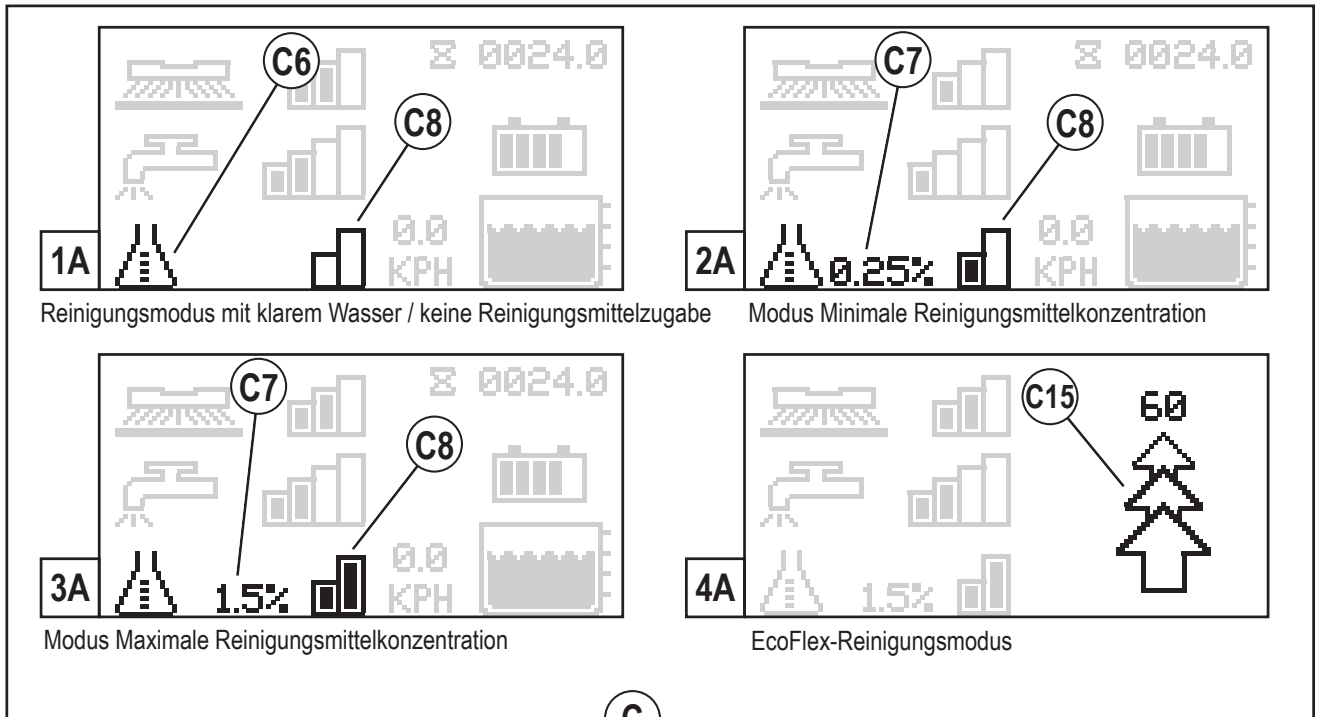 C6
0024.0
C8
0.0
KPH
1A
Reinigungsmodus mit klarem Wasser / keine Reinigungsmittelzugabe
C7
0024.0
C8
0.0
KPH
2A
0.25%
Modus Minimale Reinigungsmittelkonzentration
C7
0024.0
C8
0.0
KPH
3A
1.5%
Modus Maximale Reinigungsmittelkonzentration
C15
60
4A
1.5%
EcoFlex-Reinigungsmodus
C